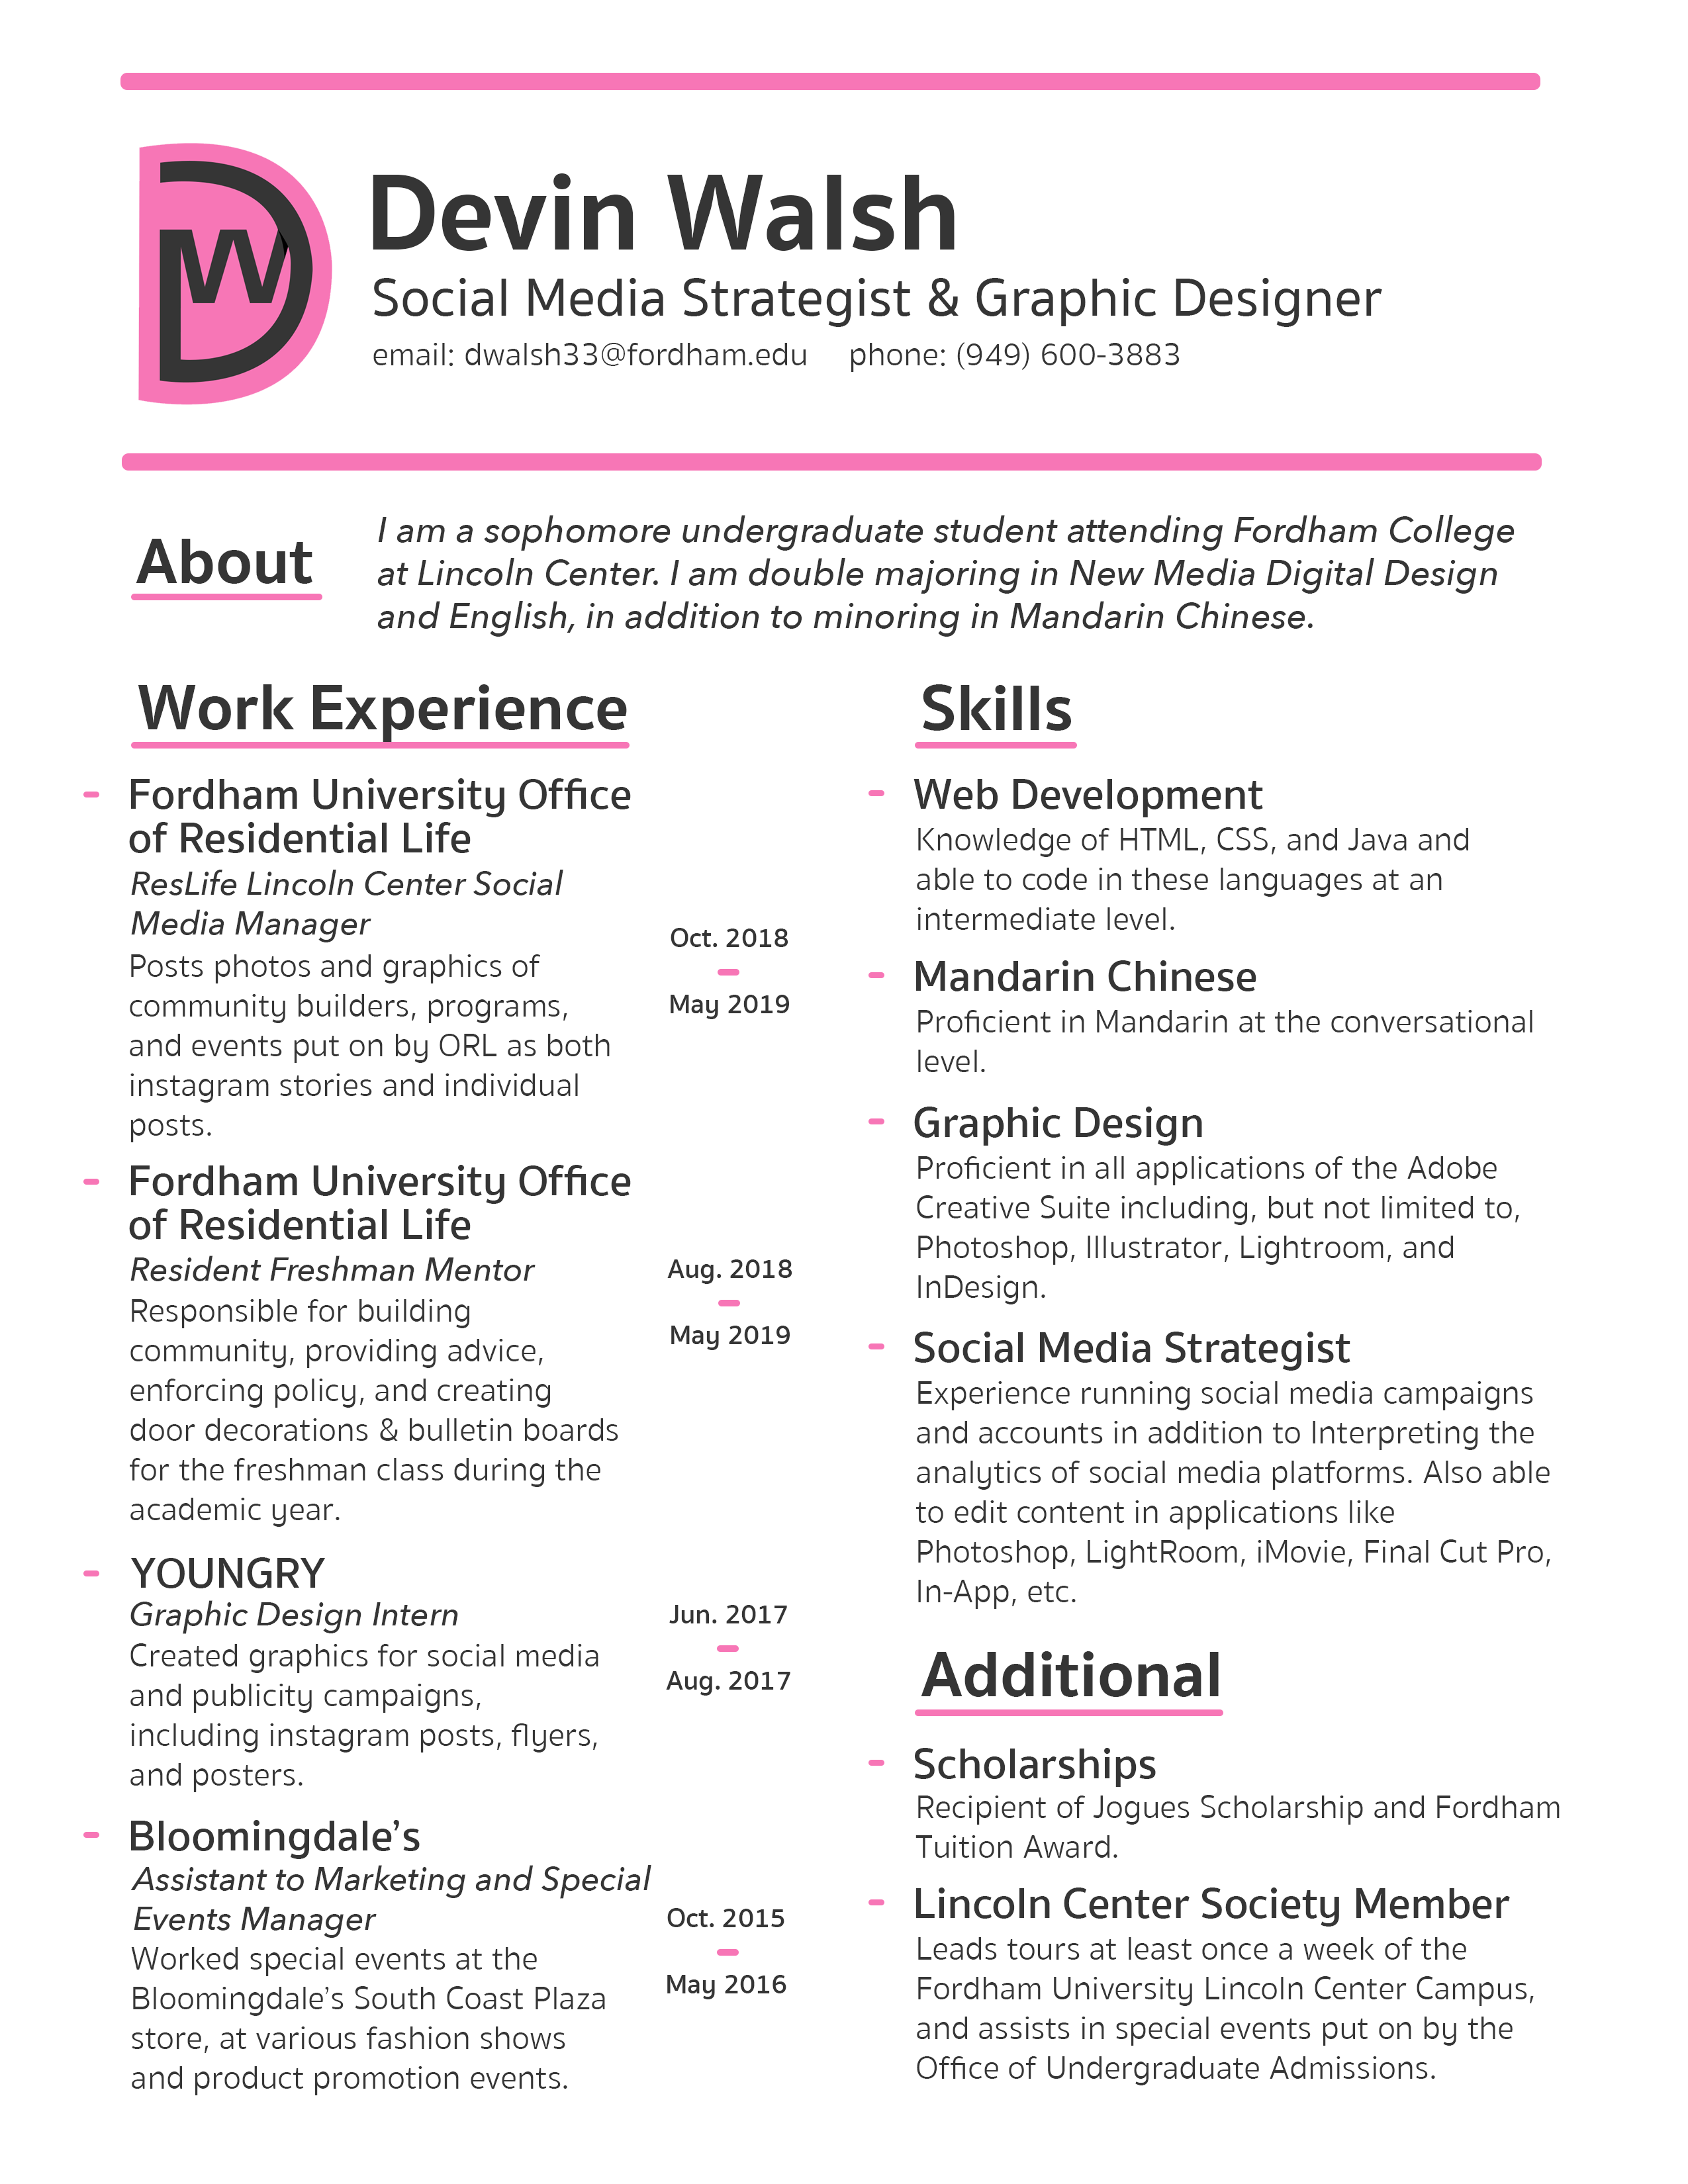 DW
Devin Walsh
Social Media Strategist & Graphic Designer
email: dwalsh33@fordham.edu phone: (949) 600-3883
About
I am a sophomore undergraduate student attending Fordham College
at Lincoln Center. I am double majoring in New Media Digital Design
and English, in addition to minoring in Mandarin Chinese.
Work Experience
- Fordham University Office
of Residential Life
ResLife Lincoln Center Social
Media Manager
Posts photos and graphics of
community builders, programs,
and events put on by ORL as both
instagram stories and individual
posts.
Oct. 2018
-
May 2019
- Fordham University Office
of Residential Life
Resident Freshman Mentor
Responsible for building
community, providing advice,
enforcing policy, and creating
door decorations & bulletin boards
for the freshman class during the
academic year.
Aug. 2018
-
May 2019
- YOUNGRY
Graphic Design Intern
Created graphics for social media
and publicity campaigns,
including instagram posts, flyers,
and posters.
Jun. 2017
-
Aug. 2017
- Bloomingdale's
Assistant to Marketing and Special
Events Manager
Worked special events at the
Bloomingdale's South Coast Plaza
store, at various fashion shows
and product promotion events.
Oct. 2015
-
May 2016
Skills
- Web Development
Knowledge of HTML, CSS, and Java and
able to code in these languages at an
intermediate level.
- Mandarin Chinese
Proficient in Mandarin at the conversational
level.
- Graphic Design
Proficient in all applications of the Adobe
Creative Suite including, but not limited to,
Photoshop, Illustrator, Lightroom, and
InDesign.
- Social Media Strategist
Experience running social media campaigns
and accounts in addition to Interpreting the
analytics of social media platforms. Also able
to edit content in applications like
Photoshop, LightRoom, iMovie, Final Cut Pro,
In-App, etc.
Additional
- Scholarships
Recipient of Jogues Scholarship and Fordham
Tuition Award.
- Lincoln Center Society Member
Leads tours at least once a week of the
Fordham University Lincoln Center Campus,
and assists in special events put on by the
Office of Undergraduate Admissions.